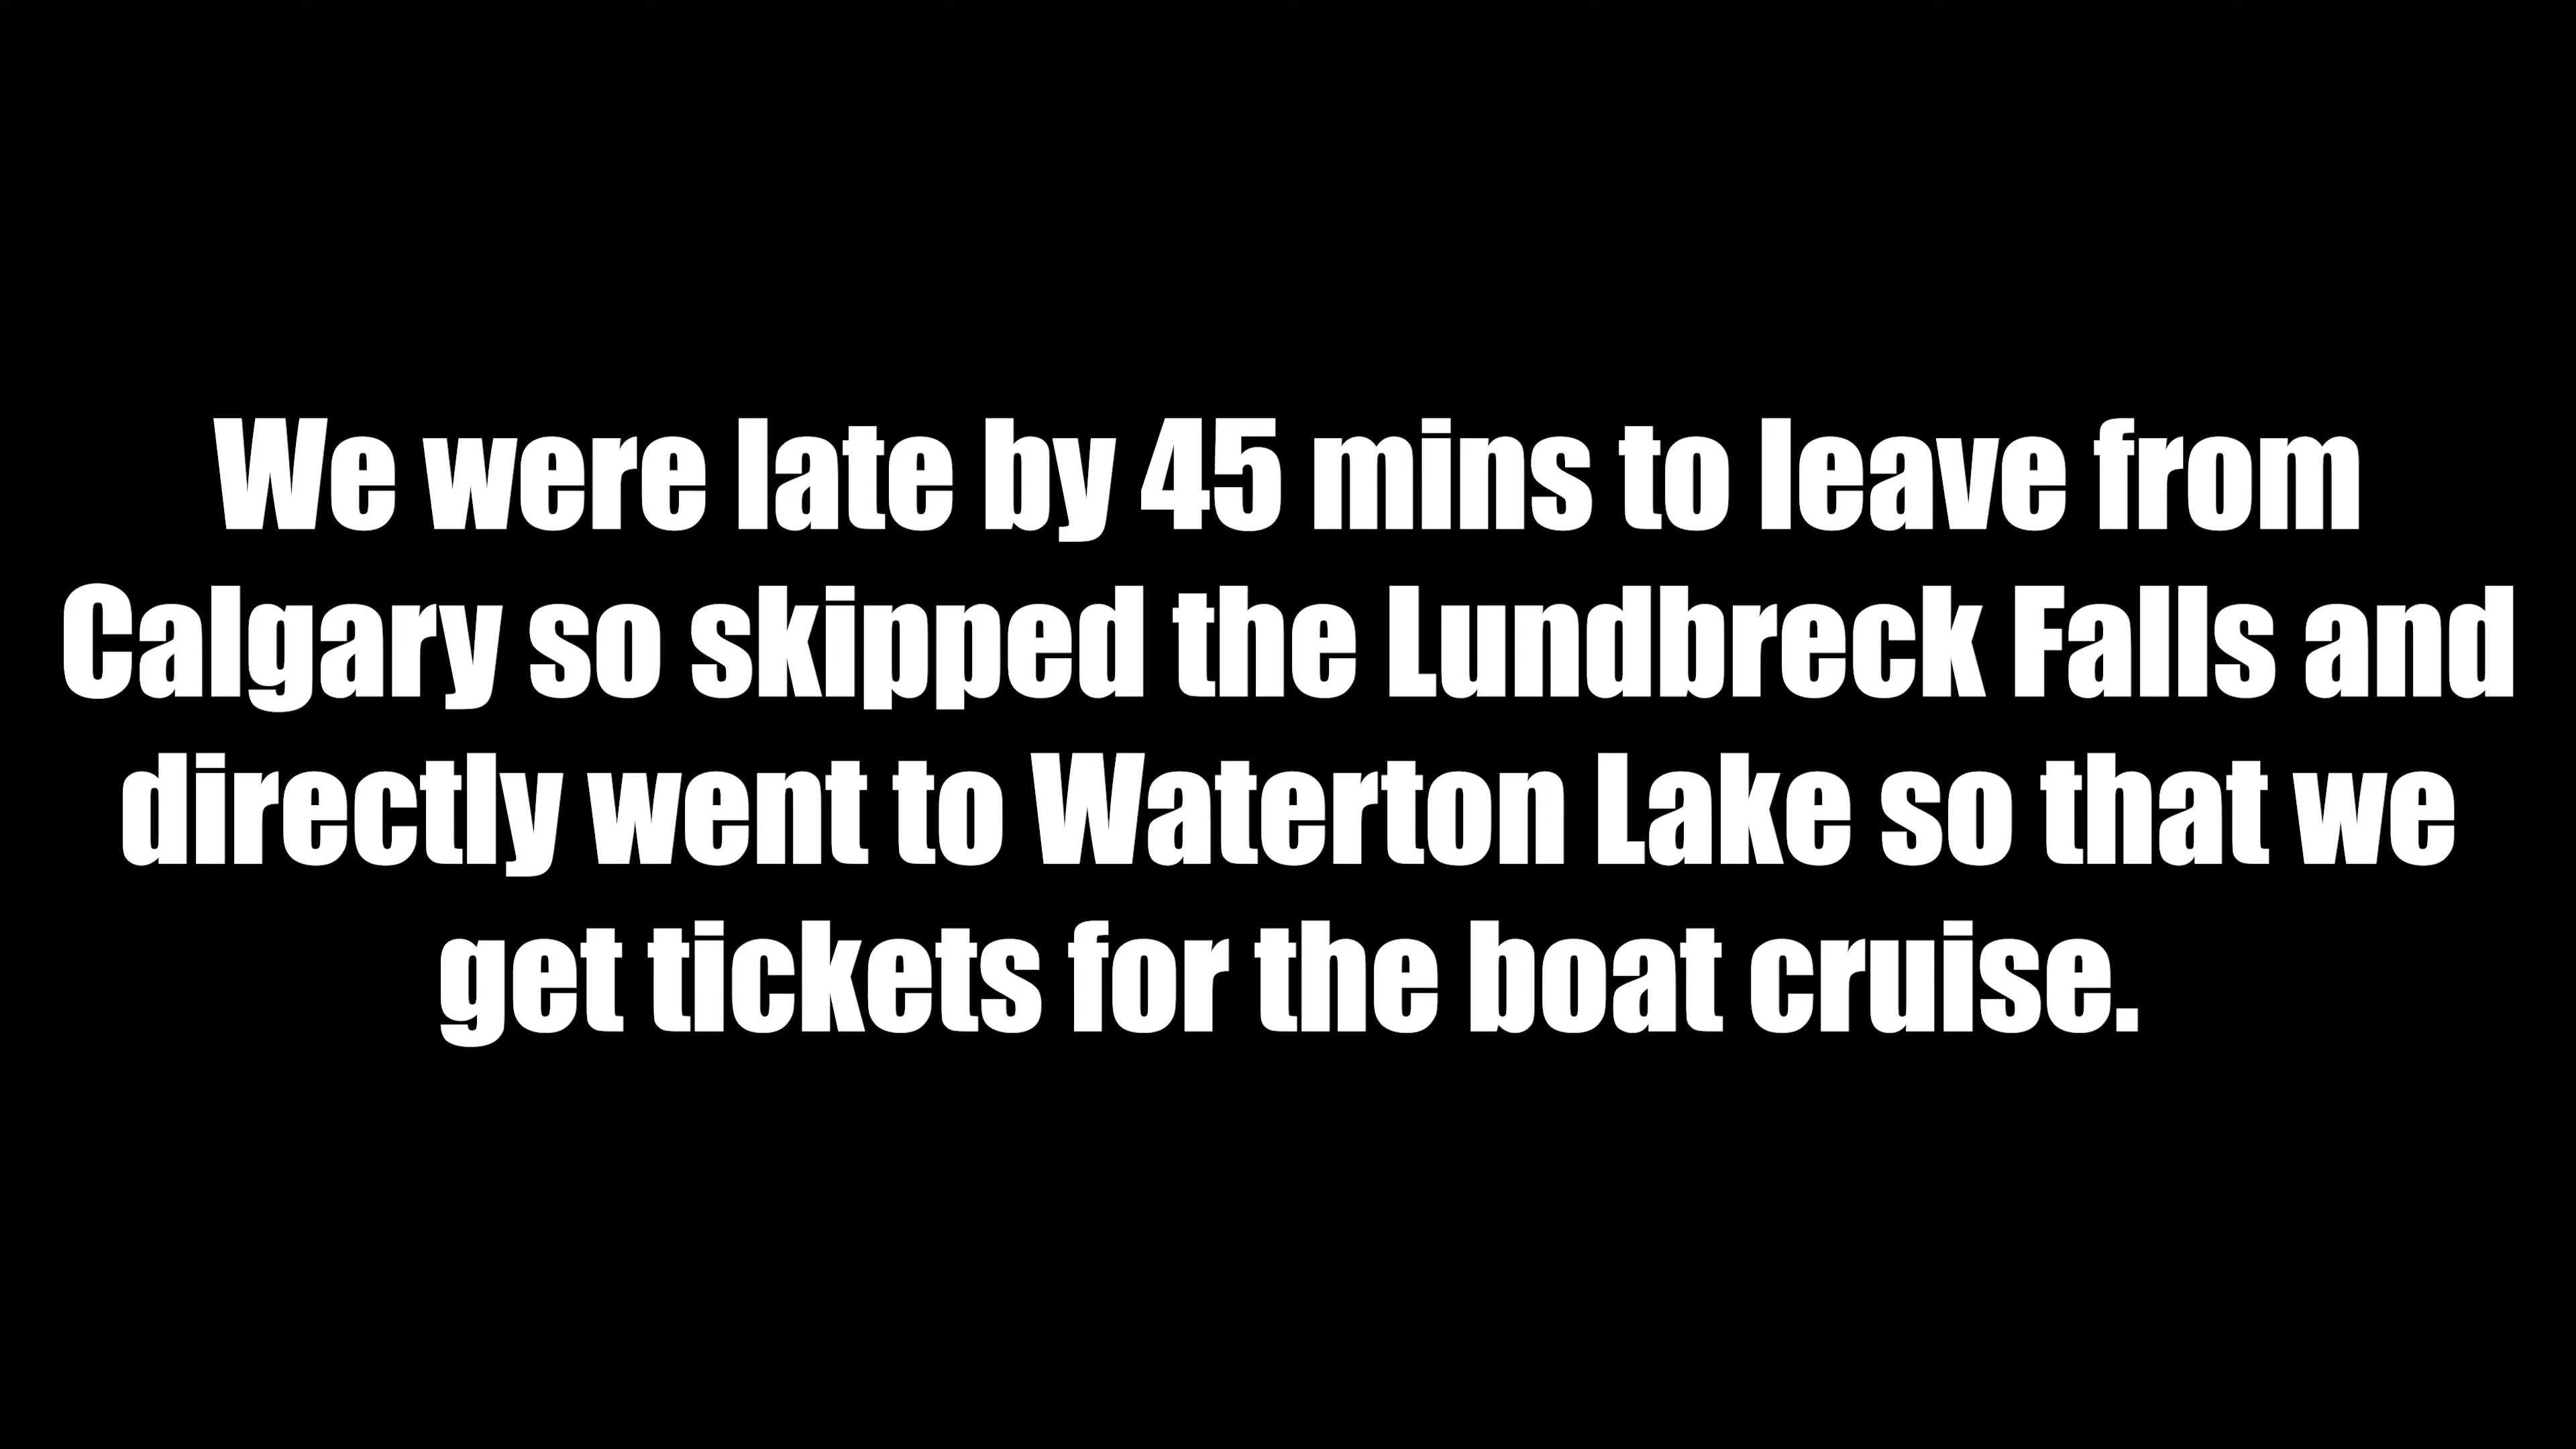 We were late by 45 mins to leave from
Calgary so skipped the Lundbreck Falls and
directly went to Waterton Lake so that we
get tickets for the boat cruise.